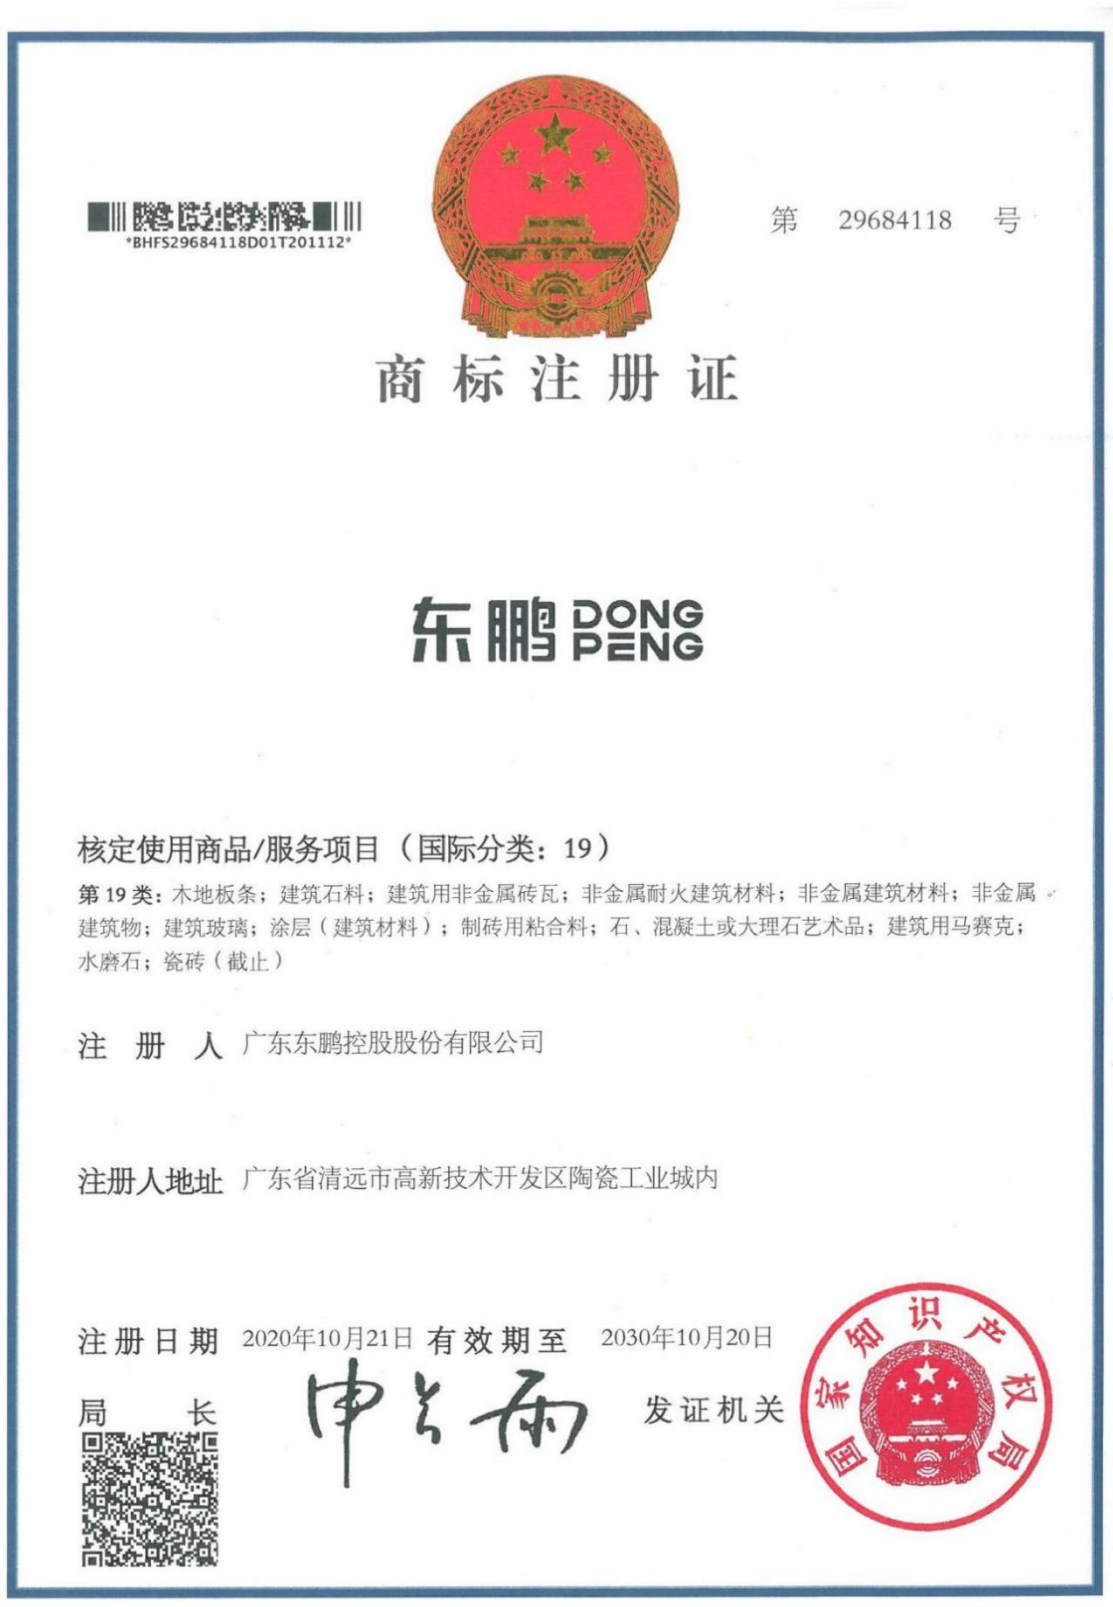 *BHFS29684118D01T201112*
第 29684118 号
商标注册证
东鹏 DONG
PENG
核定使用商品/服务项目（国际分类：19）
第 19 类：木地板条；建筑石料；建筑用非金属砖瓦；非金属耐火建筑材料；非金属建筑材料；非金属
建筑物；建筑玻璃；涂层（建筑材料）；制砖用粘合料；石、混凝土或大理石艺术品；建筑用马赛克；
水磨石；瓷砖（截止）
注册人 广东东鹏控股股份有限公司
注册人地址 广东省清远市高新技术开发区陶瓷工业城内
注册日期 2020年10月21日 有效期至 2030年10月20日
局长 申长雨 发证机关
国家知识产权局